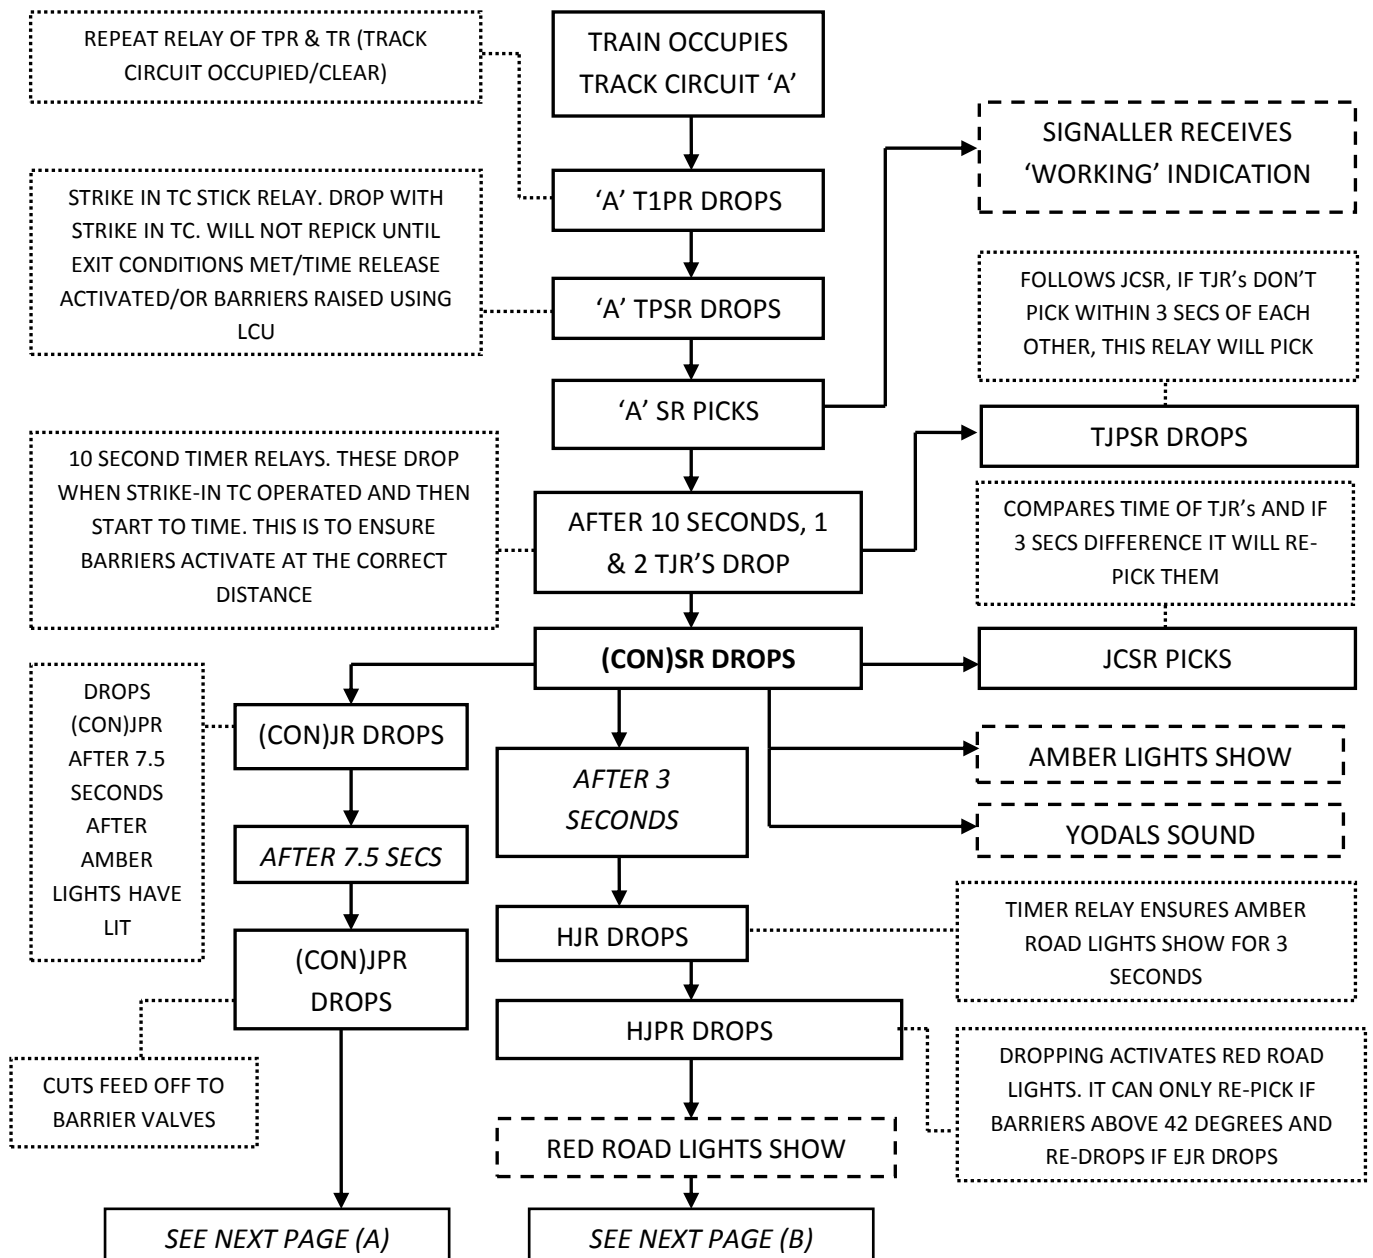 REPEAT RELAY OF TPR & TR (TRACK
CIRCUIT OCCUPIED/CLEAR)
TRAIN OCCUPIES
TRACK CIRCUIT ‘A’
SIGNALLER RECEIVES
‘WORKING’ INDICATION
STRIKE IN TC STICK RELAY. DROP WITH
STRIKE IN TC. WILL NOT REPICK UNTIL
EXIT CONDITIONS MET/TIME RELEASE
ACTIVATED/OR BARRIERS RAISED USING
LCU
‘A’ T1PR DROPS
‘A’ TPSR DROPS
FOLLOWS JCSR, IF TJR’s DON’T
PICK WITHIN 3 SECS OF EACH
OTHER, THIS RELAY WILL PICK
‘A’ SR PICKS
TJPSR DROPS
10 SECOND TIMER RELAYS. THESE DROP
WHEN STRIKE-IN TC OPERATED AND THEN
START TO TIME. THIS IS TO ENSURE
BARRIERS ACTIVATE AT THE CORRECT
DISTANCE
AFTER 10 SECONDS, 1
& 2 TJR’S DROP
COMPARES TIME OF TJR’s AND IF
3 SECS DIFFERENCE IT WILL RE-
PICK THEM
(CON)SR DROPS
JCSR PICKS
DROPS
(CON)JPR
AFTER 7.5
SECONDS
AFTER
AMBER
LIGHTS HAVE
LIT
(CON)JR DROPS
AFTER 3
SECONDS
AMBER LIGHTS SHOW
YODALS SOUND
AFTER 7.5 SECS
HJR DROPS
TIMER RELAY ENSURES AMBER
ROAD LIGHTS SHOW FOR 3
SECONDS
(CON)JPR
DROPS
HJPR DROPS
DROPPING ACTIVATES RED ROAD
LIGHTS. IT CAN ONLY RE-PICK IF
BARRIERS ABOVE 42 DEGREES AND
RE-DROPS IF EJR DROPS
CUTS FEED OFF TO
BARRIER VALVES
RED ROAD LIGHTS SHOW
SEE NEXT PAGE (A)
SEE NEXT PAGE (B)